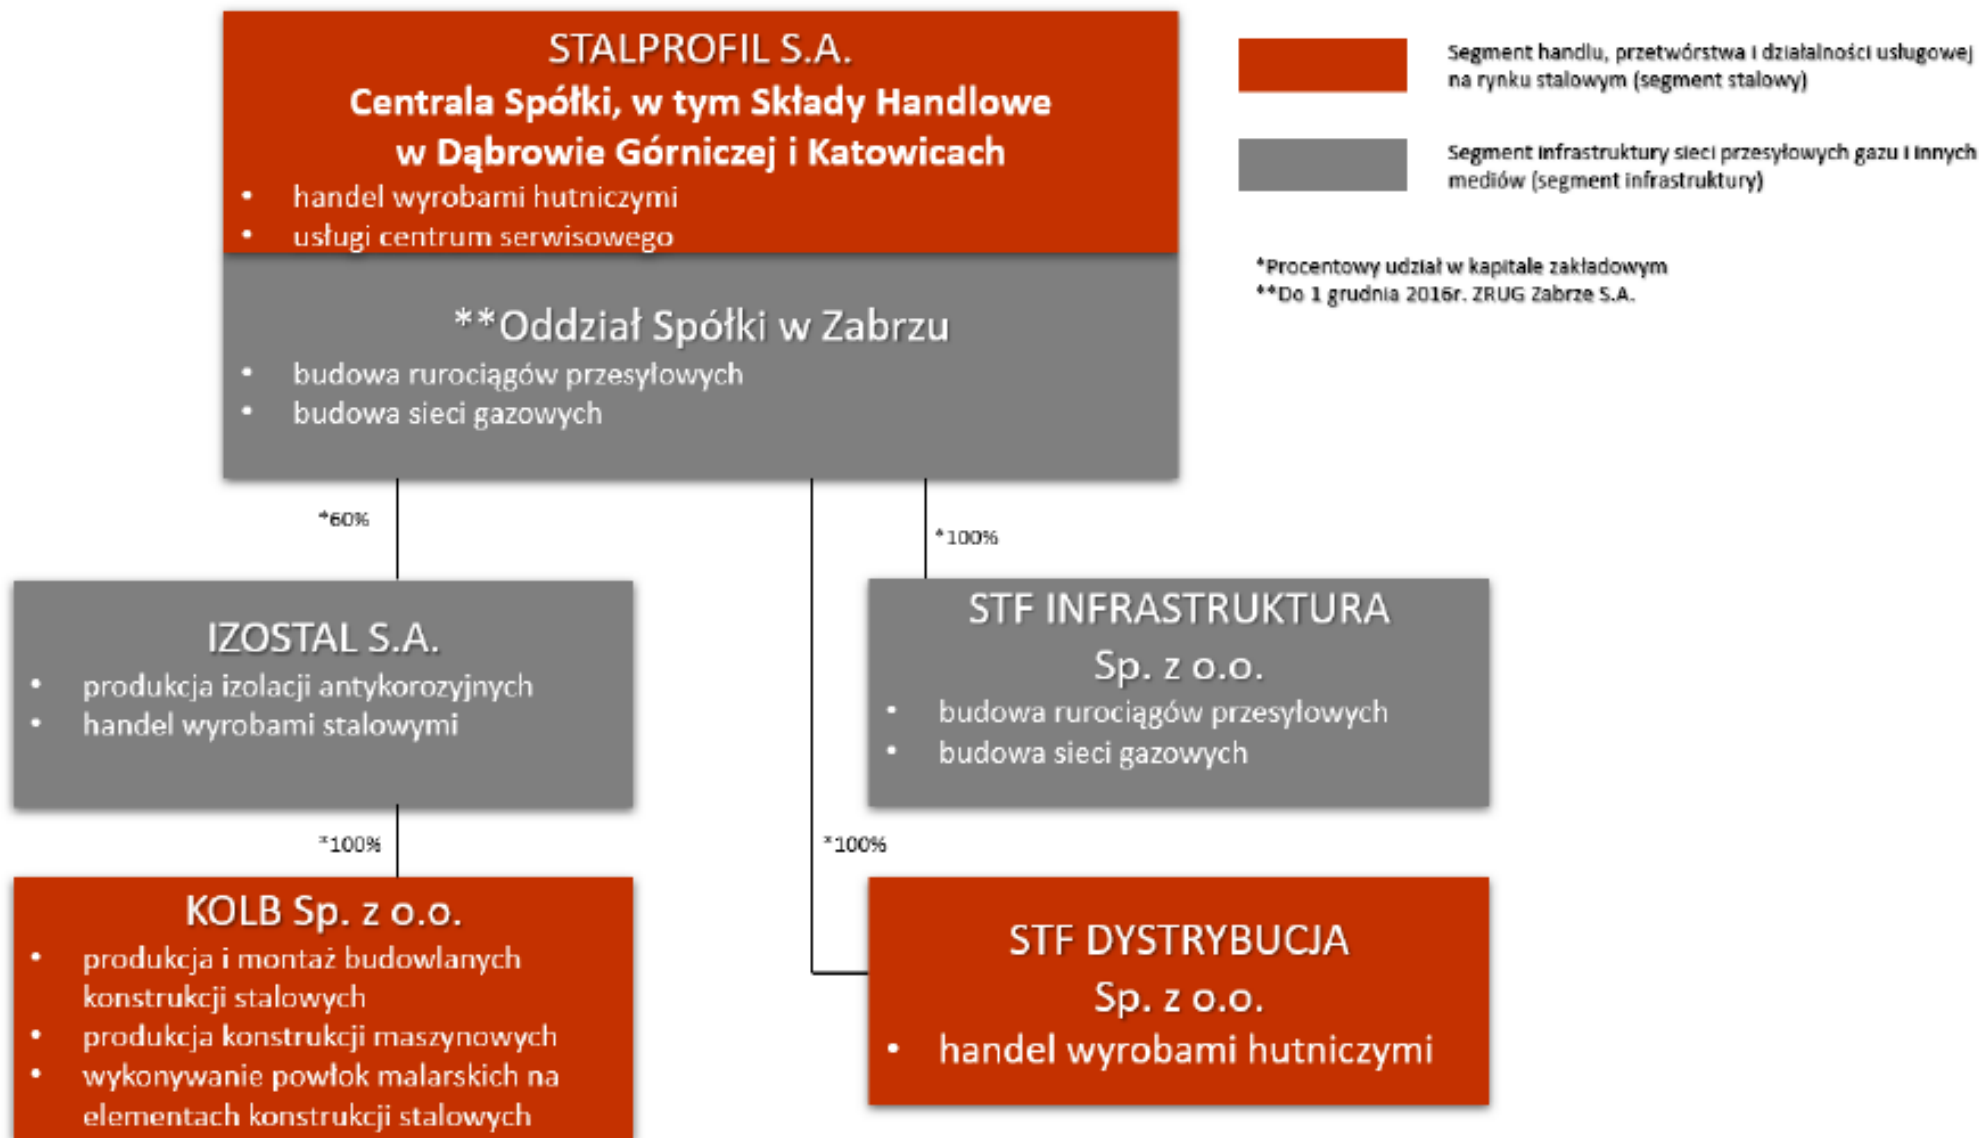 STALPROFIL S.A.
Centrala Spółki, w tym Składy Handlowe
w Dąbrowie Górniczej i Katowicach
• handel wyrobami hutniczymi
• usługi centrum serwisowego
**Oddział Spółki w Zabrzu
• budowa rurociągów przesyłowych
• budowa sieci gazowych
Segment handlu, przetwórstwa i działalności usługowej
na rynku stalowym (segment stalowy)
Segment infrastruktury sieci przesyłowych gazu i innych
mediów (segment infrastruktury)
*Procentowy udział w kapitale zakładowym
**Do 1 grudnia 2016r. ZRUG Zabrze S.A.
*60%
*100%
IZOSTAL S.A.
• produkcja izolacji antykorozyjnych
• handel wyrobami stalowymi
STF INFRASTRUKTURA
Sp. z o.o.
• budowa rurociągów przesyłowych
• budowa sieci gazowych
*100%
*100%
KOLB Sp. z o.o.
• produkcja i montaż budowlanych
konstrukcji stalowych
• produkcja konstrukcji maszynowych
• wykonywanie powłok malarskich na
elementach konstrukcji stalowych
STF DYSTRYBUCJA
Sp. z o.o.
• handel wyrobami hutniczymi